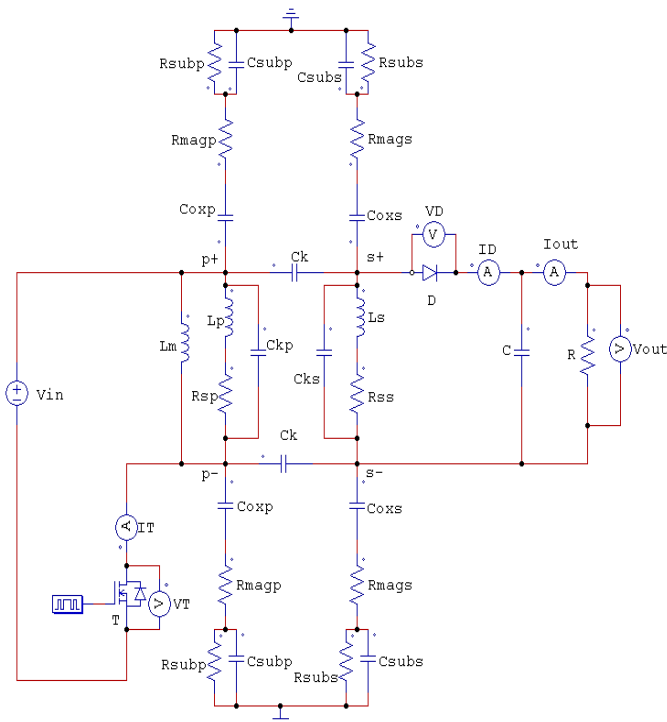 Rsubp Csubp Csubs Rsubs
Rmagp Rmags
Coxp Coxs
VD
V
ID
A
Iout
A
p+ Ck s+
D
Lm Lp Ckp Ls
Cks
Rsp Rss
C R V Vout
Vin
Ck
p- s-
A IT
Coxp Coxs
Rmagp Rmags
T V VT
Rsubp Csubp Rsubs Csubs